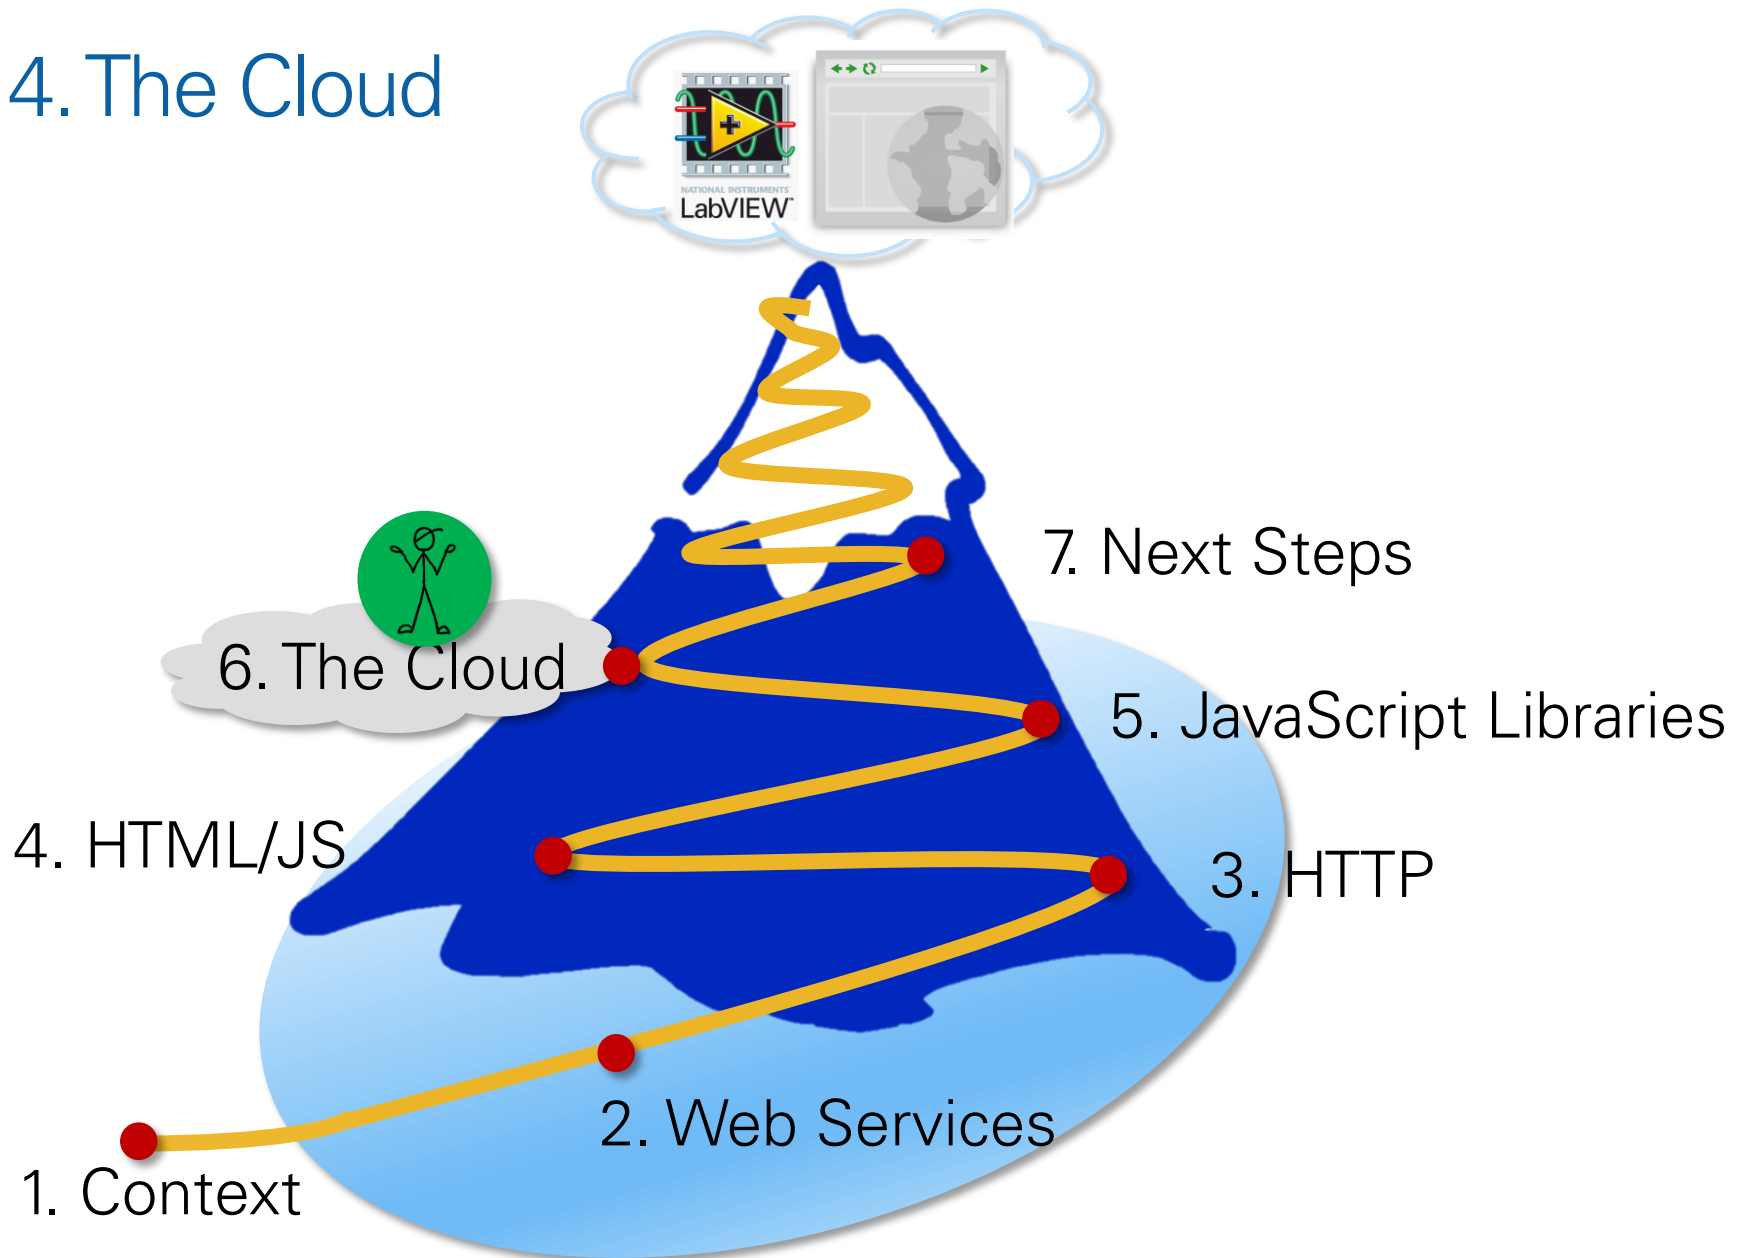 4. The Cloud
NATIONAL INSTRUMENTS
LabVIEW™
7. Next Steps
6. The Cloud
5. JavaScript Libraries
4. HTML/JS
3. HTTP
2. Web Services
1. Context